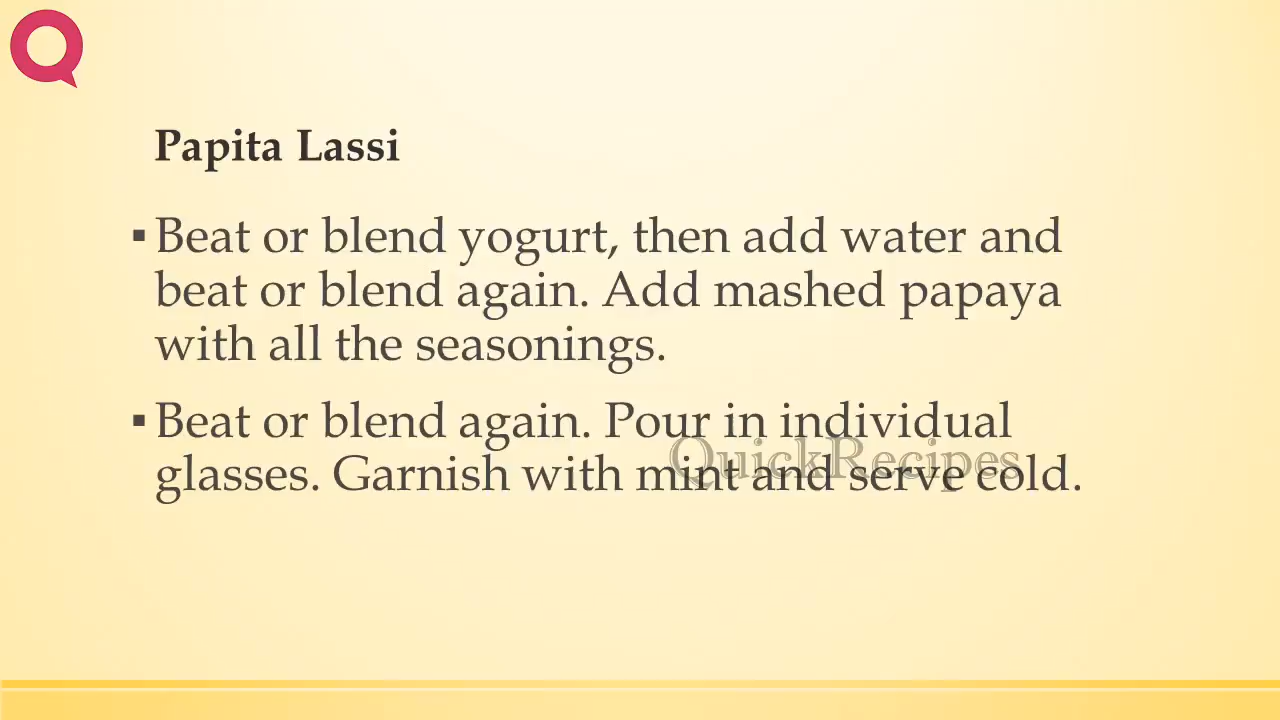 Papita Lassi
▪ Beat or blend yogurt, then add water and
beat or blend again. Add mashed papaya
with all the seasonings.
▪ Beat or blend again. Pour in individual
glasses. Garnish with mint and serve cold.
QuickRecipes